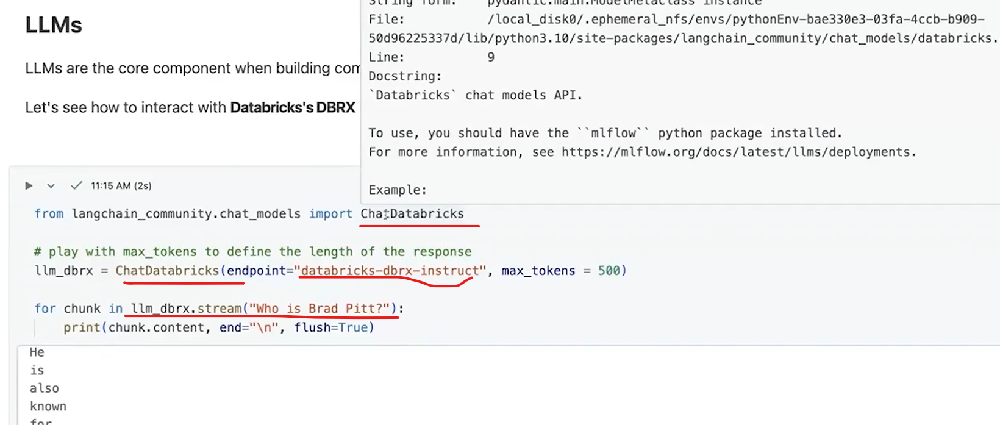 LLMs
LLMs are the core component when building com
Let's see how to interact with Databricks's DBRX
String form: pydantic.main.ModelMetaclass instance
File: /local_disk0/.ephemeral_nfs/envs/pythonEnv-bae330e3-03fa-4ccb-b909-
50d96225337d/lib/python3.10/site-packages/langchain_community/chat_models/databricks.
Line: 9
Docstring:
`Databricks` chat models API.
To use, you should have the ``mlflow`` python package installed.
For more information, see https://mlflow.org/docs/latest/llms/deployments.
Example:
11:15 AM (2s)
from langchain_community.chat_models import ChatDatabricks
# play with max_tokens to define the length of the response
llm_dbrx = ChatDatabricks(endpoint="databricks-dbrx-instruct", max_tokens = 500)
for chunk in llm_dbrx.stream("Who is Brad Pitt?"):
print(chunk.content, end="\n", flush=True)
He
is
also
known
for